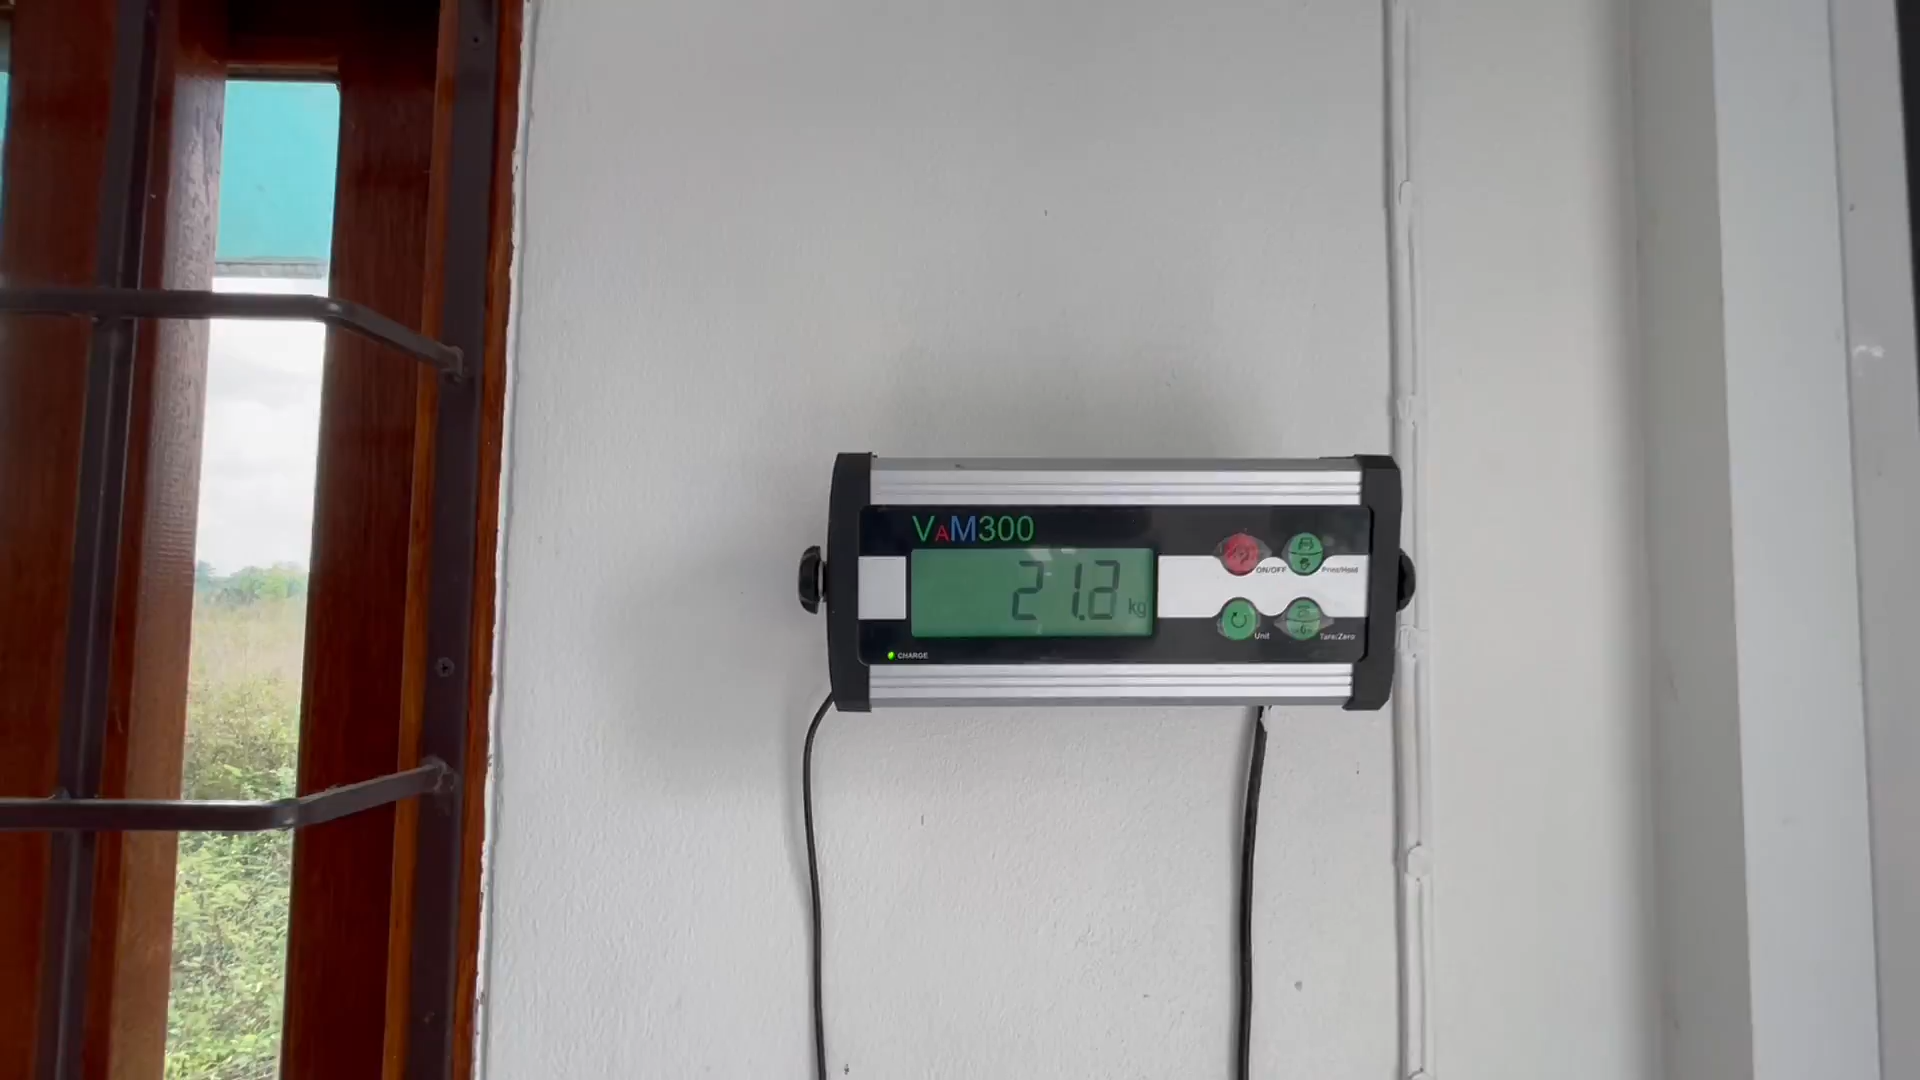 VAM300
21.2 kg
ON/OFF
Print/Hold
Unit
Tare/Zero
CHARGE